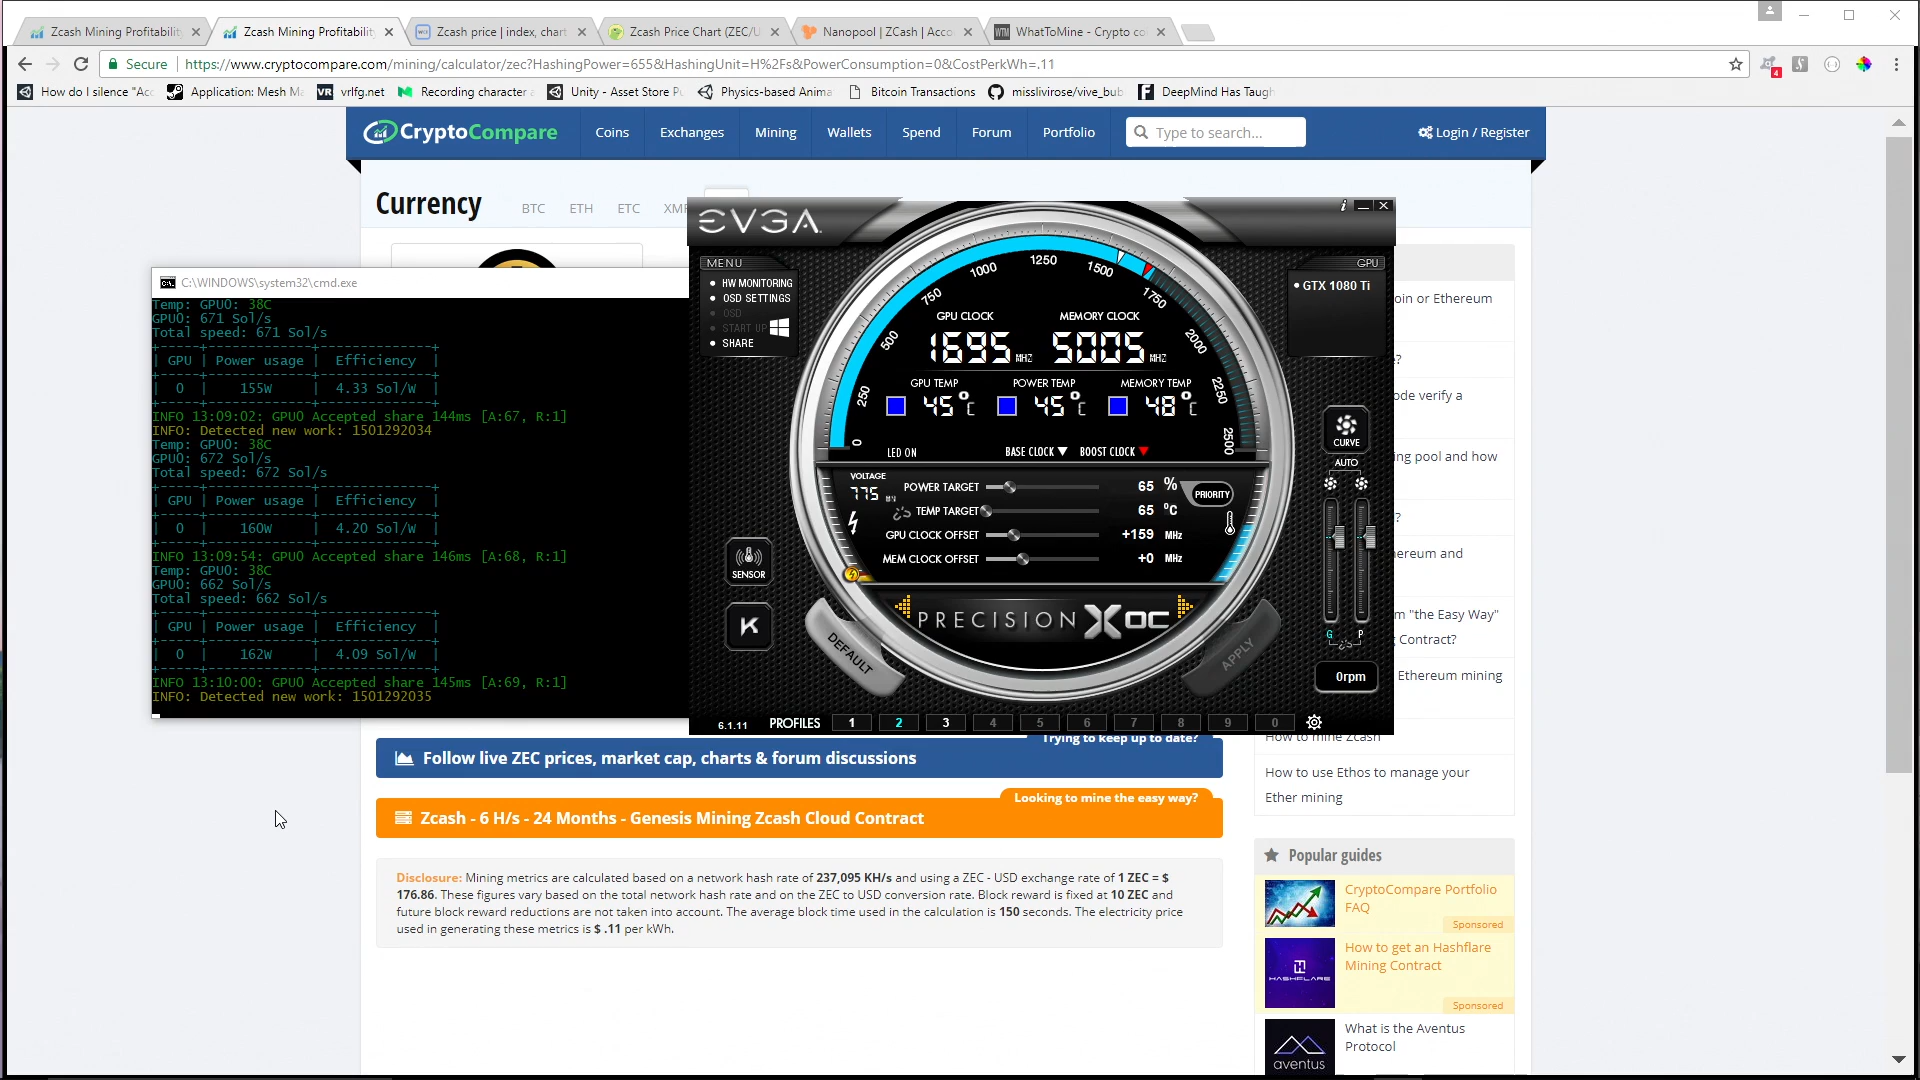 Zcash Mining Profitability
Zcash Mining Profitability
Zcash price | index, chart
Zcash Price Chart (ZEC/U
Nanopool | ZCash | Acco
WhatToMine - Crypto co
Secure
https://www.cryptocompare.com/mining/calculator/zec?HashingPower=655&HashingUnit=H%2Fs&PowerConsumption=0&CostPerkWh=.11
4
How do I silence "Acc
Application: Mesh Ma
VR vrlfg.net
Recording character a
Unity - Asset Store Pu
Physics-based Anima
Bitcoin Transactions
misslivirose/vive_bub
DeepMind Has Taugh
CryptoCompare
Coins
Exchanges
Mining
Wallets
Spend
Forum
Portfolio
Type to search...
Login / Register
Currency
BTC
ETH
ETC
XMR
C:\WINDOWS\system32\cmd.exe
Temp: GPU0: 38C
GPU0: 671 Sol/s
Total speed: 671 Sol/s
| GPU | Power usage | Efficiency |
| 0 | 155W | 4.33 Sol/W |
INFO 13:09:02: GPU0 Accepted share 144ms [A:67, R:1]
INFO: Detected new work: 1501292034
Temp: GPU0: 38C
GPU0: 672 Sol/s
Total speed: 672 Sol/s
| GPU | Power usage | Efficiency |
| 0 | 160W | 4.20 Sol/W |
INFO 13:09:54: GPU0 Accepted share 146ms [A:68, R:1]
Temp: GPU0: 38C
GPU0: 662 Sol/s
Total speed: 662 Sol/s
| GPU | Power usage | Efficiency |
| 0 | 162W | 4.09 Sol/W |
INFO 13:10:00: GPU0 Accepted share 145ms [A:69, R:1]
INFO: Detected new work: 1501292035
EVGA
MENU
HW MONITORING
OSD SETTINGS
OSD
START UP
SHARE
GPU
GTX 1080 Ti
0
250
500
750
1000
1250
1500
1750
2000
2250
2500
GPU CLOCK
1695 MHZ
MEMORY CLOCK
5005 MHZ
GPU TEMP
45°C
POWER TEMP
45°C
MEMORY TEMP
48°C
LED ON
BASE CLOCK
BOOST CLOCK
VOLTAGE
775 MV
POWER TARGET 65 %
TEMP TARGET 65 ºC
GPU CLOCK OFFSET +159 MHz
MEM CLOCK OFFSET +0 MHz
PRIORITY
CURVE
AUTO
G P
0rpm
SENSOR
K
PRECISION XOC
DEFAULT
APPLY
6.1.11
PROFILES
1 2 3 4 5 6 7 8 9 0
oin or Ethereum
?
ode verify a
ing pool and how
?
ereum and
m "the Easy Way"
Contract?
Ethereum mining
How to mine Zcash
How to use Ethos to manage your
Ether mining
Trying to keep up to date?
Follow live ZEC prices, market cap, charts & forum discussions
Looking to mine the easy way?
Zcash - 6 H/s - 24 Months - Genesis Mining Zcash Cloud Contract
Disclosure: Mining metrics are calculated based on a network hash rate of 237,095 KH/s and using a ZEC - USD exchange rate of 1 ZEC = $
176.86. These figures vary based on the total network hash rate and on the ZEC to USD conversion rate. Block reward is fixed at 10 ZEC and
future block reward reductions are not taken into account. The average block time used in the calculation is 150 seconds. The electricity price
used in generating these metrics is $ .11 per kWh.
Popular guides
CryptoCompare Portfolio
FAQ
Sponsored
How to get an Hashflare
Mining Contract
HASHFLARE
Sponsored
What is the Aventus
Protocol
aventus